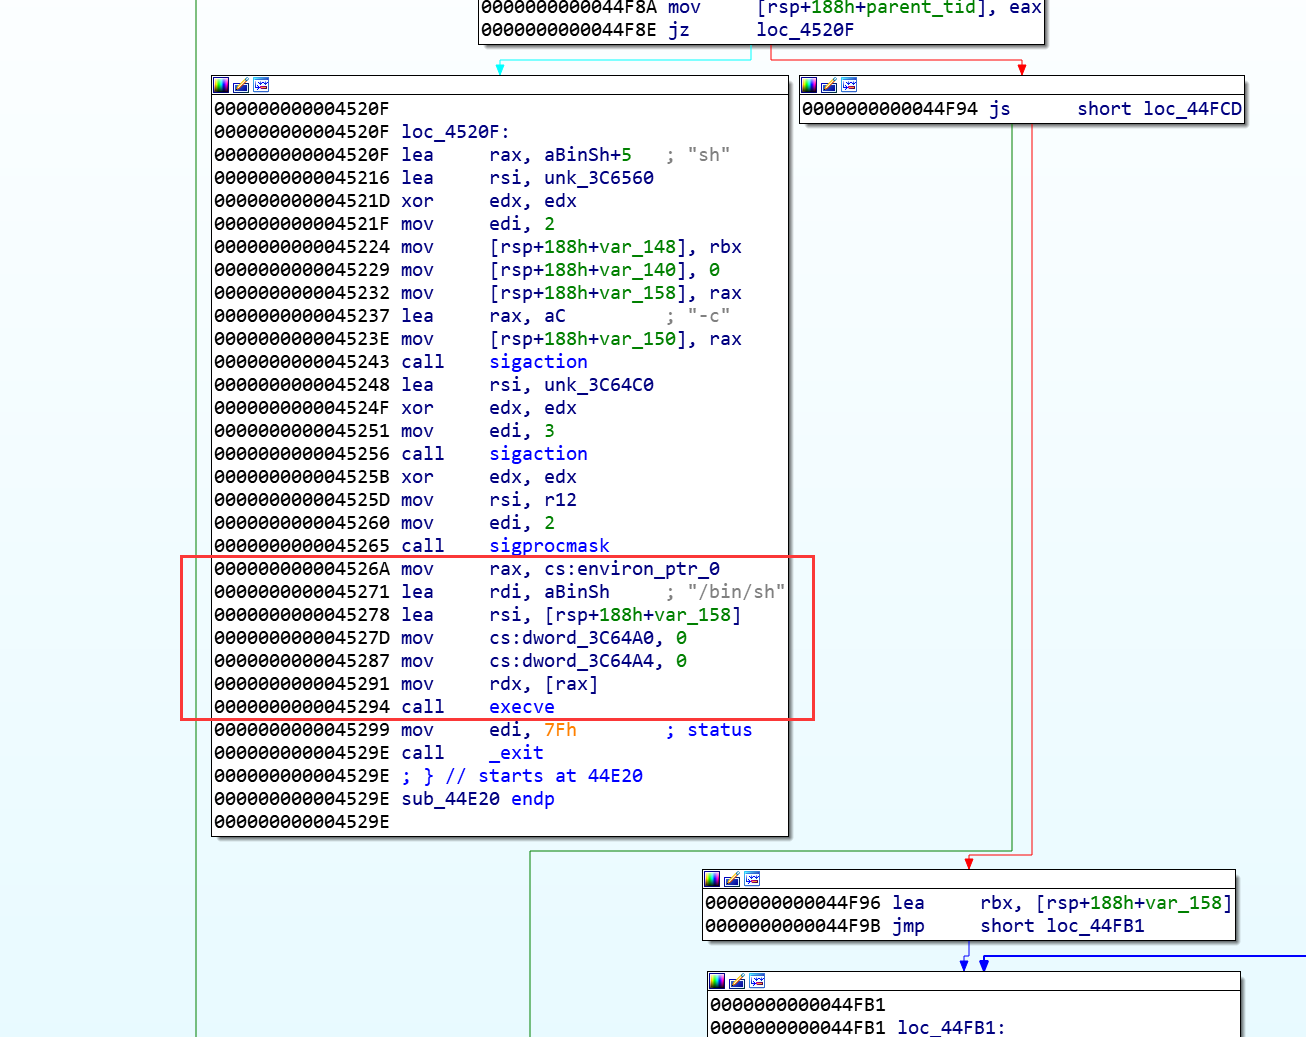 0000000000044F8A mov [rsp+188h+parent_tid], eax
0000000000044F8E jz loc_4520F
000000000004520F
000000000004520F loc_4520F:
000000000004520F lea rax, aBinSh+5 ; "sh"
0000000000045216 lea rsi, unk_3C6560
000000000004521D xor edx, edx
000000000004521F mov edi, 2
0000000000045224 mov [rsp+188h+var_148], rbx
0000000000045229 mov [rsp+188h+var_140], 0
0000000000045232 mov [rsp+188h+var_158], rax
0000000000045237 lea rax, aC ; "-c"
000000000004523E mov [rsp+188h+var_150], rax
0000000000045243 call sigaction
0000000000045248 lea rsi, unk_3C64C0
000000000004524F xor edx, edx
0000000000045251 mov edi, 3
0000000000045256 call sigaction
000000000004525B xor edx, edx
000000000004525D mov rsi, r12
0000000000045260 mov edi, 2
0000000000045265 call sigprocmask
000000000004526A mov rax, cs:environ_ptr_0
0000000000045271 lea rdi, aBinSh ; "/bin/sh"
0000000000045278 lea rsi, [rsp+188h+var_158]
000000000004527D mov cs:dword_3C64A0, 0
0000000000045287 mov cs:dword_3C64A4, 0
0000000000045291 mov rdx, [rax]
0000000000045294 call execve
0000000000045299 mov edi, 7Fh ; status
000000000004529E call _exit
000000000004529E ; } // starts at 44E20
000000000004529E sub_44E20 endp
000000000004529E
0000000000044F94 js short loc_44FCD
0000000000044F96 lea rbx, [rsp+188h+var_158]
0000000000044F9B jmp short loc_44FB1
0000000000044FB1
0000000000044FB1 loc_44FB1: